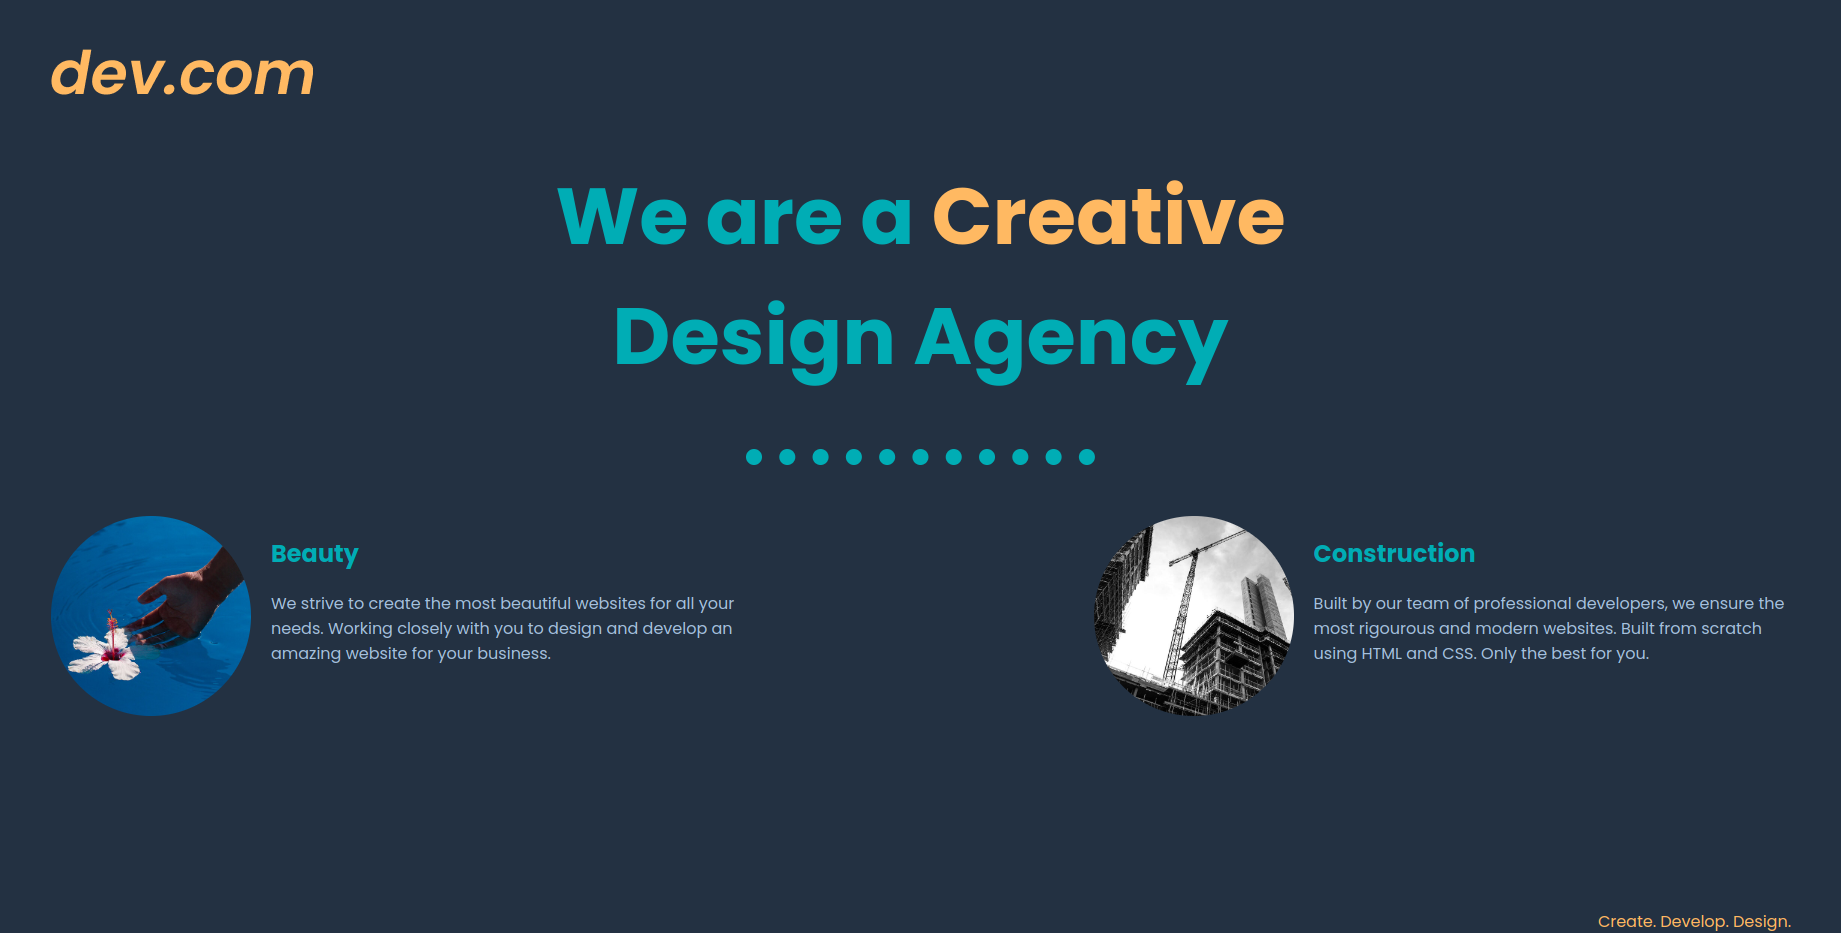 dev.com
We are a Creative
Design Agency
Beauty
We strive to create the most beautiful websites for all your
needs. Working closely with you to design and develop an
amazing website for your business.
Construction
Built by our team of professional developers, we ensure the
most rigourous and modern websites. Built from scratch
using HTML and CSS. Only the best for you.
Create. Develop. Design.